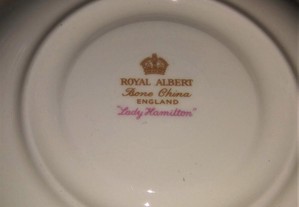 ROYAL ALBERT
Bone China
ENGLAND
"Lady Hamilton"